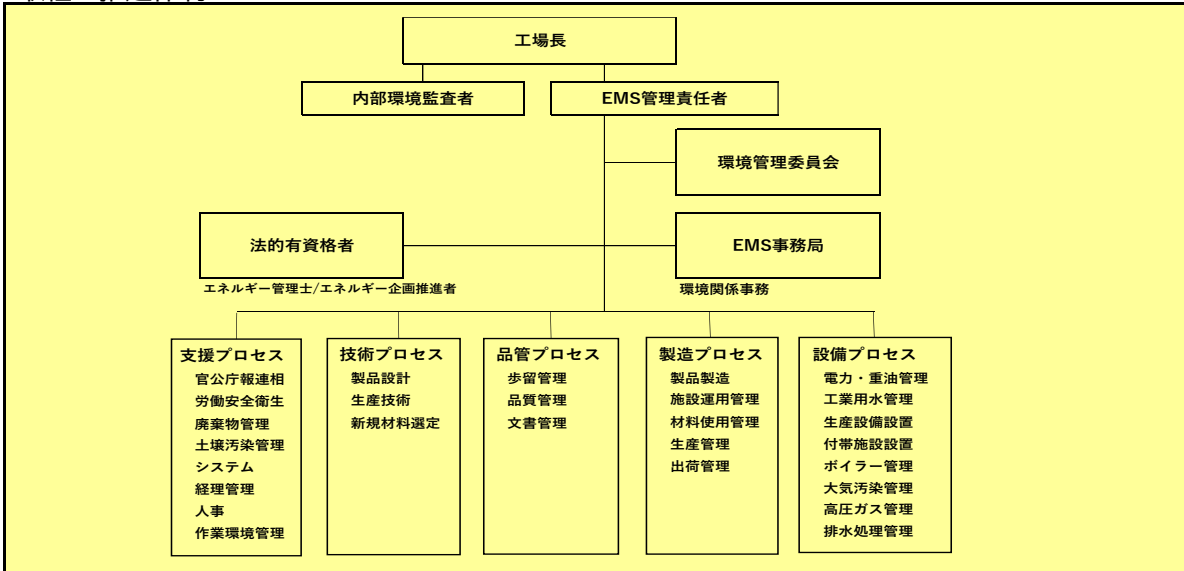 工場長
内部環境監査者
EMS管理責任者
環境管理委員会
法的有資格者
EMS事務局
エネルギー管理士/エネルギー企画推進者
環境関係事務
支援プロセス
官公庁報連相
労働安全衛生
廃棄物管理
土壌汚染管理
システム
経理管理
人事
作業環境管理
技術プロセス
製品設計
生産技術
新規材料選定
品管プロセス
歩留管理
品質管理
文書管理
製造プロセス
製品製造
施設運用管理
材料使用管理
生産管理
出荷管理
設備プロセス
電力・重油管理
工業用水管理
生産設備設置
付帯施設設置
ボイラー管理
大気汚染管理
高圧ガス管理
排水処理管理